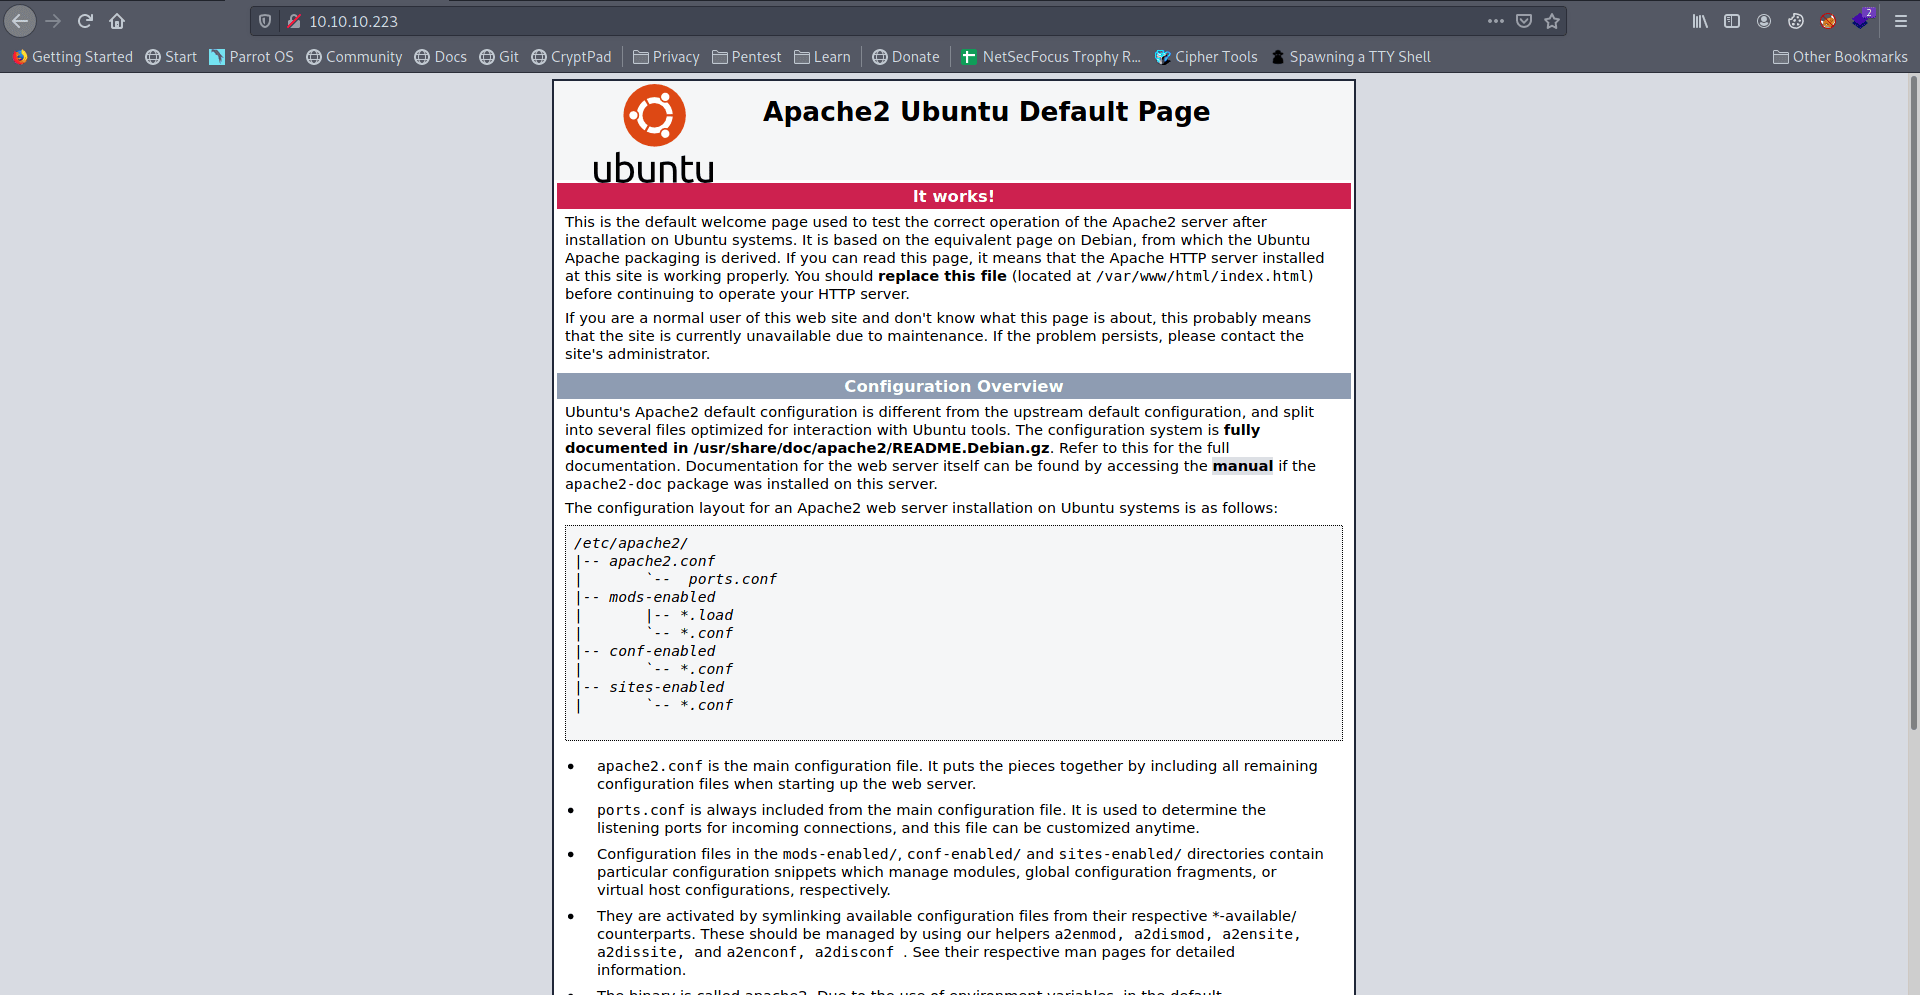 10.10.10.223
2
Getting Started Start Parrot OS Community Docs Git CryptPad Privacy Pentest Learn Donate NetSecFocus Trophy R... Cipher Tools Spawning a TTY Shell Other Bookmarks
ubuntu
Apache2 Ubuntu Default Page
It works!
This is the default welcome page used to test the correct operation of the Apache2 server after
installation on Ubuntu systems. It is based on the equivalent page on Debian, from which the Ubuntu
Apache packaging is derived. If you can read this page, it means that the Apache HTTP server installed
at this site is working properly. You should replace this file (located at /var/www/html/index.html)
before continuing to operate your HTTP server.
If you are a normal user of this web site and don't know what this page is about, this probably means
that the site is currently unavailable due to maintenance. If the problem persists, please contact the
site's administrator.
Configuration Overview
Ubuntu's Apache2 default configuration is different from the upstream default configuration, and split
into several files optimized for interaction with Ubuntu tools. The configuration system is fully
documented in /usr/share/doc/apache2/README.Debian.gz. Refer to this for the full
documentation. Documentation for the web server itself can be found by accessing the manual if the
apache2-doc package was installed on this server.
The configuration layout for an Apache2 web server installation on Ubuntu systems is as follows:
/etc/apache2/
|-- apache2.conf
|       `--  ports.conf
|-- mods-enabled
|       |-- *.load
|       `-- *.conf
|-- conf-enabled
|       `-- *.conf
|-- sites-enabled
|       `-- *.conf
• apache2.conf is the main configuration file. It puts the pieces together by including all remaining
configuration files when starting up the web server.
• ports.conf is always included from the main configuration file. It is used to determine the
listening ports for incoming connections, and this file can be customized anytime.
• Configuration files in the mods-enabled/, conf-enabled/ and sites-enabled/ directories contain
particular configuration snippets which manage modules, global configuration fragments, or
virtual host configurations, respectively.
• They are activated by symlinking available configuration files from their respective *-available/
counterparts. These should be managed by using our helpers a2enmod, a2dismod, a2ensite,
a2dissite, and a2enconf, a2disconf . See their respective man pages for detailed
information.
• The binary is called apache2. Due to the use of environment variables, in the default